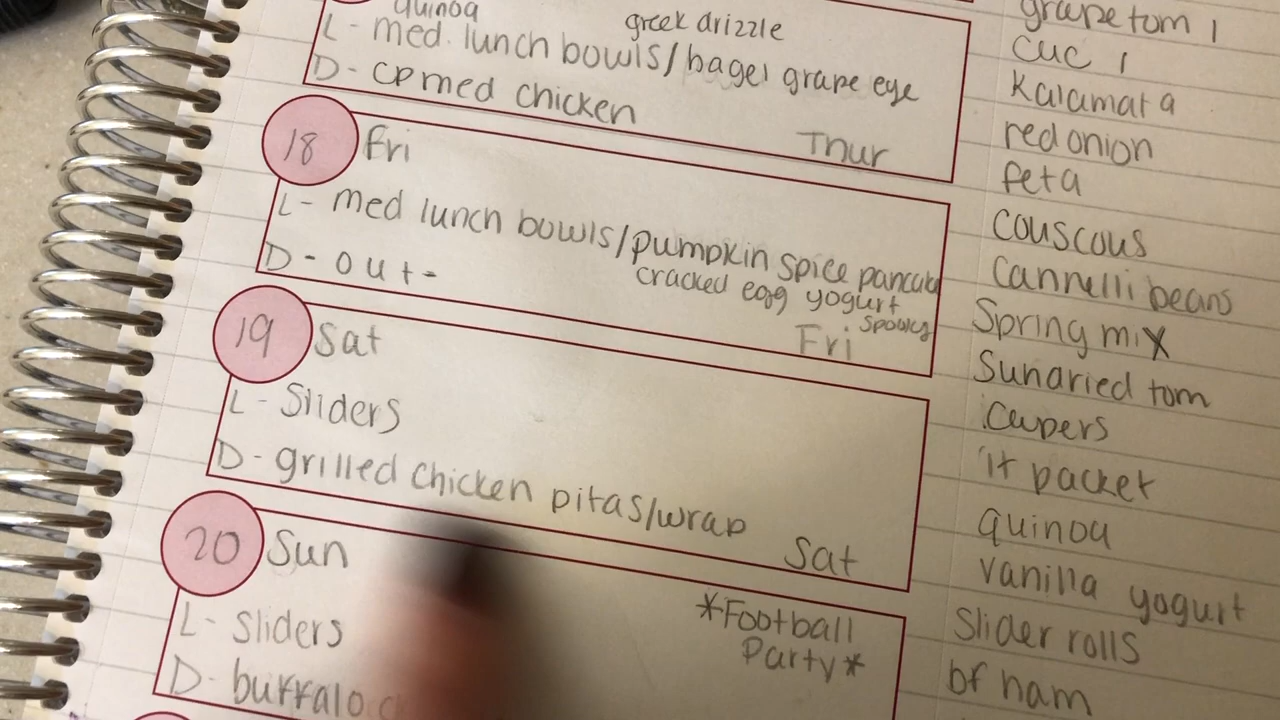 quinoa
greek drizzle
L- med. lunch bowls/bagel grape eye
D- CP med chicken
Thur
18 Fri
L- med lunch bowls/pumpkin spice pancake
cracked egg yogurt
spooky
D- out-
Fri
19 Sat
L- Sliders
D- grilled chicken pitas/wrap
Sat
20 Sun
*Football
Party*
L- Sliders
D- buffalo
grape tom 1
cuc 1
Kalamata
red onion
feta
couscous
Cannelli beans
Spring mix
Sundried tom
capers
it packet
quinoa
vanilla yogurt
Slider rolls
bf ham